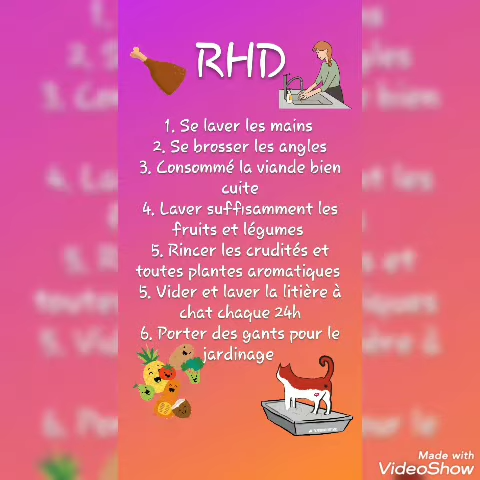 RHD
1. Se laver les mains
2. Se brosser les angles
3. Consommé la viande bien
cuite
4. Laver suffisamment les
fruits et légumes
5. Rincer les crudités et
toutes plantes aromatiques
5. Vider et laver la litière à
chat chaque 24h
6. Porter des gants pour le
jardinage
Made with
VideoShow